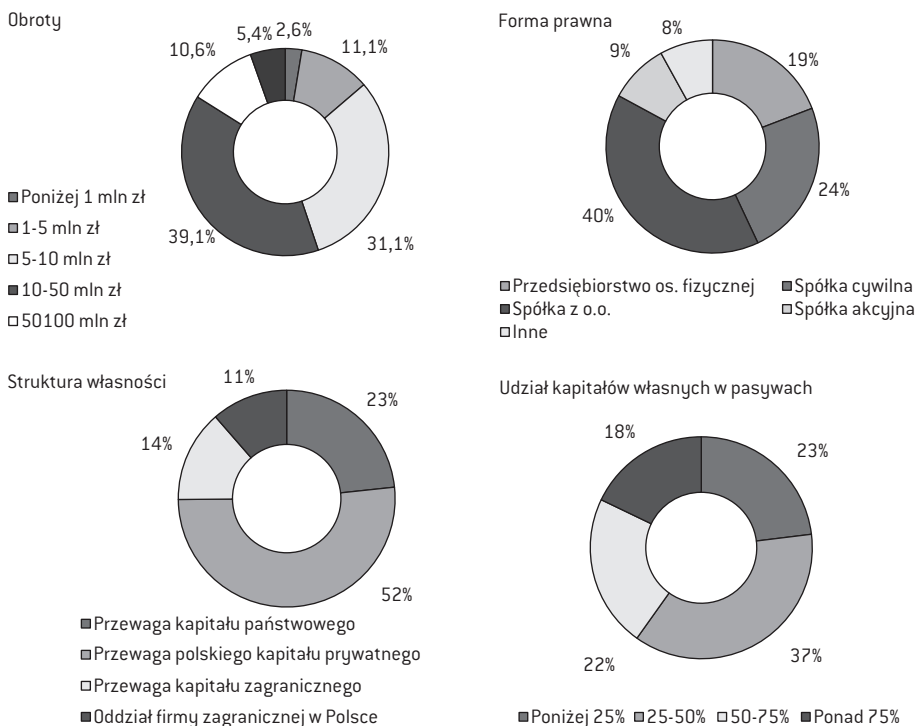 Obroty
5,4% 2,6%
10,6%
11,1%
39,1%
31,1%
■Poniżej 1 mln zł
■1-5 mln zł
□5-10 mln zł
■10-50 mln zł
□50100 mln zł
Forma prawna
8%
9%
19%
40%
24%
■Przedsiębiorstwo os. fizycznej ■Spółka cywilna
■Spółka z o.o. □Spółka akcyjna
□Inne
Struktura własności
11%
23%
14%
52%
■Przewaga kapitału państwowego
■Przewaga polskiego kapitału prywatnego
□Przewaga kapitału zagranicznego
■Oddział firmy zagranicznej w Polsce
Udział kapitałów własnych w pasywach
18%
23%
22%
37%
■Poniżej 25% ■25-50% □50-75% ■Ponad 75%